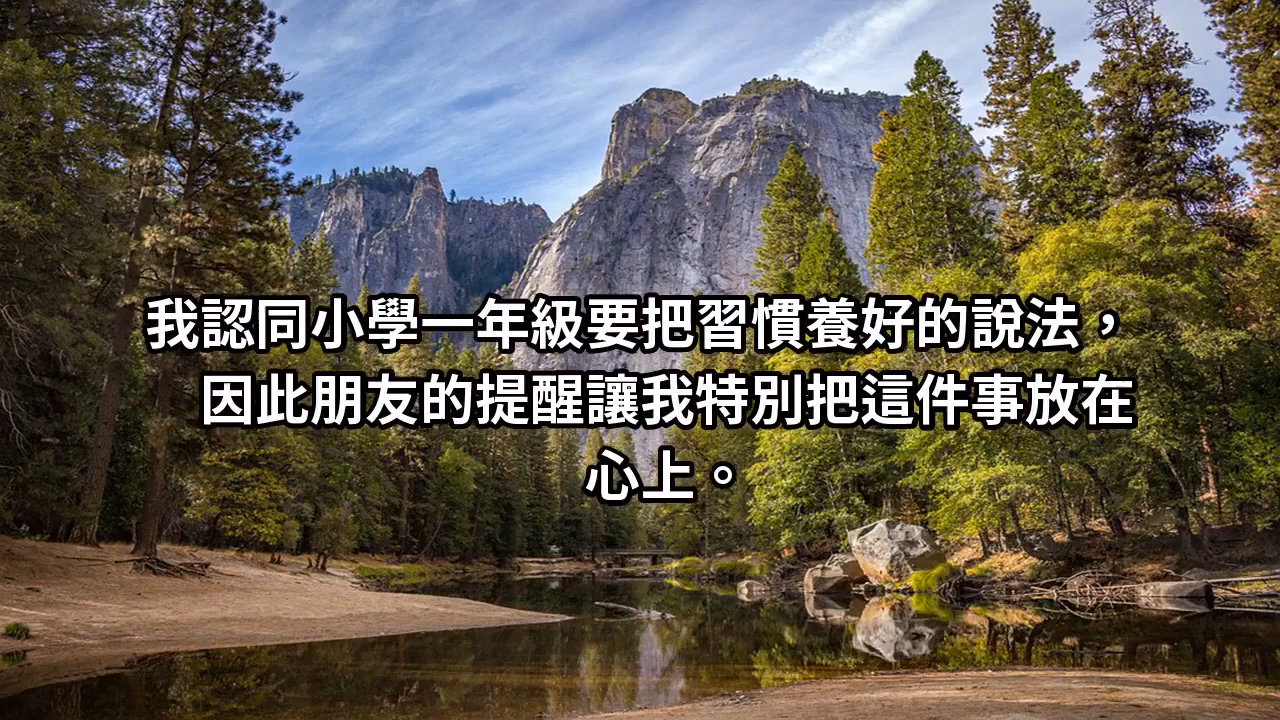 我認同小學一年級要把習慣養好的說法，
因此朋友的提醒讓我特別把這件事放在
心上。